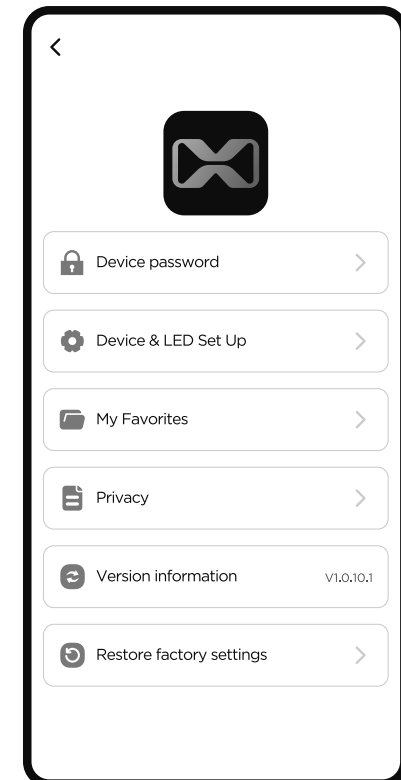 Device password
Device & LED Set Up
My Favorites
Privacy
Version information V1.0.10.1
Restore factory settings